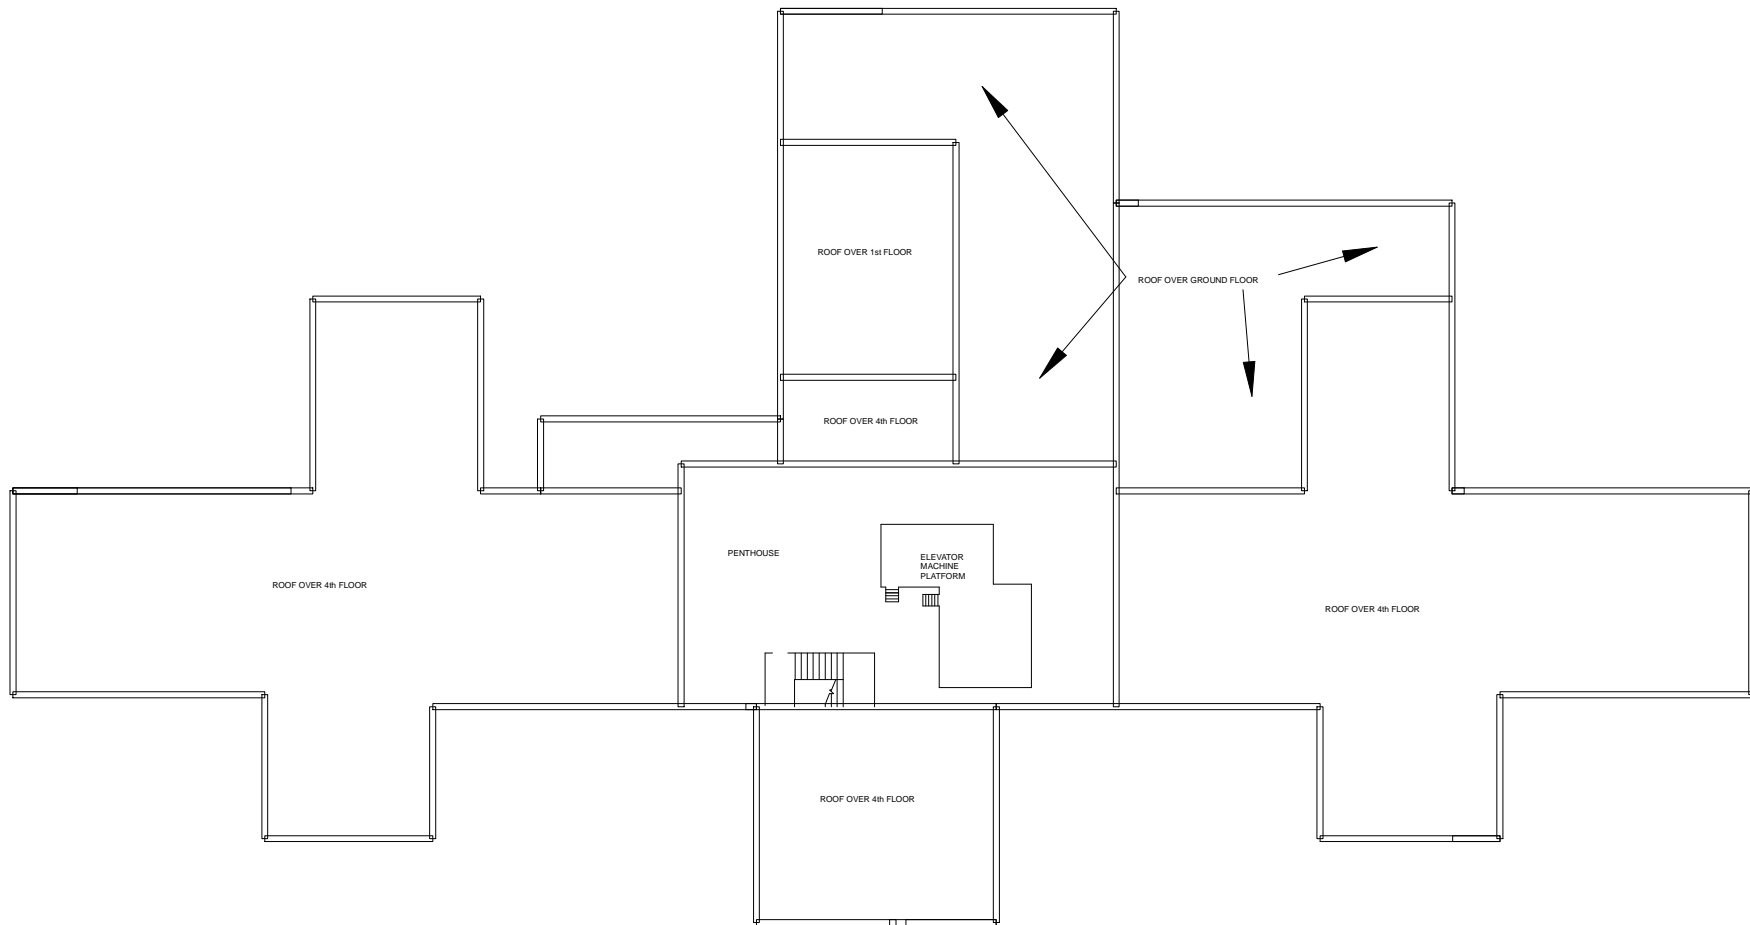 ROOF OVER 1st FLOOR
ROOF OVER GROUND FLOOR
ROOF OVER 4th FLOOR
PENTHOUSE
ELEVATOR
MACHINE
PLATFORM
ROOF OVER 4th FLOOR
ROOF OVER 4th FLOOR
ROOF OVER 4th FLOOR